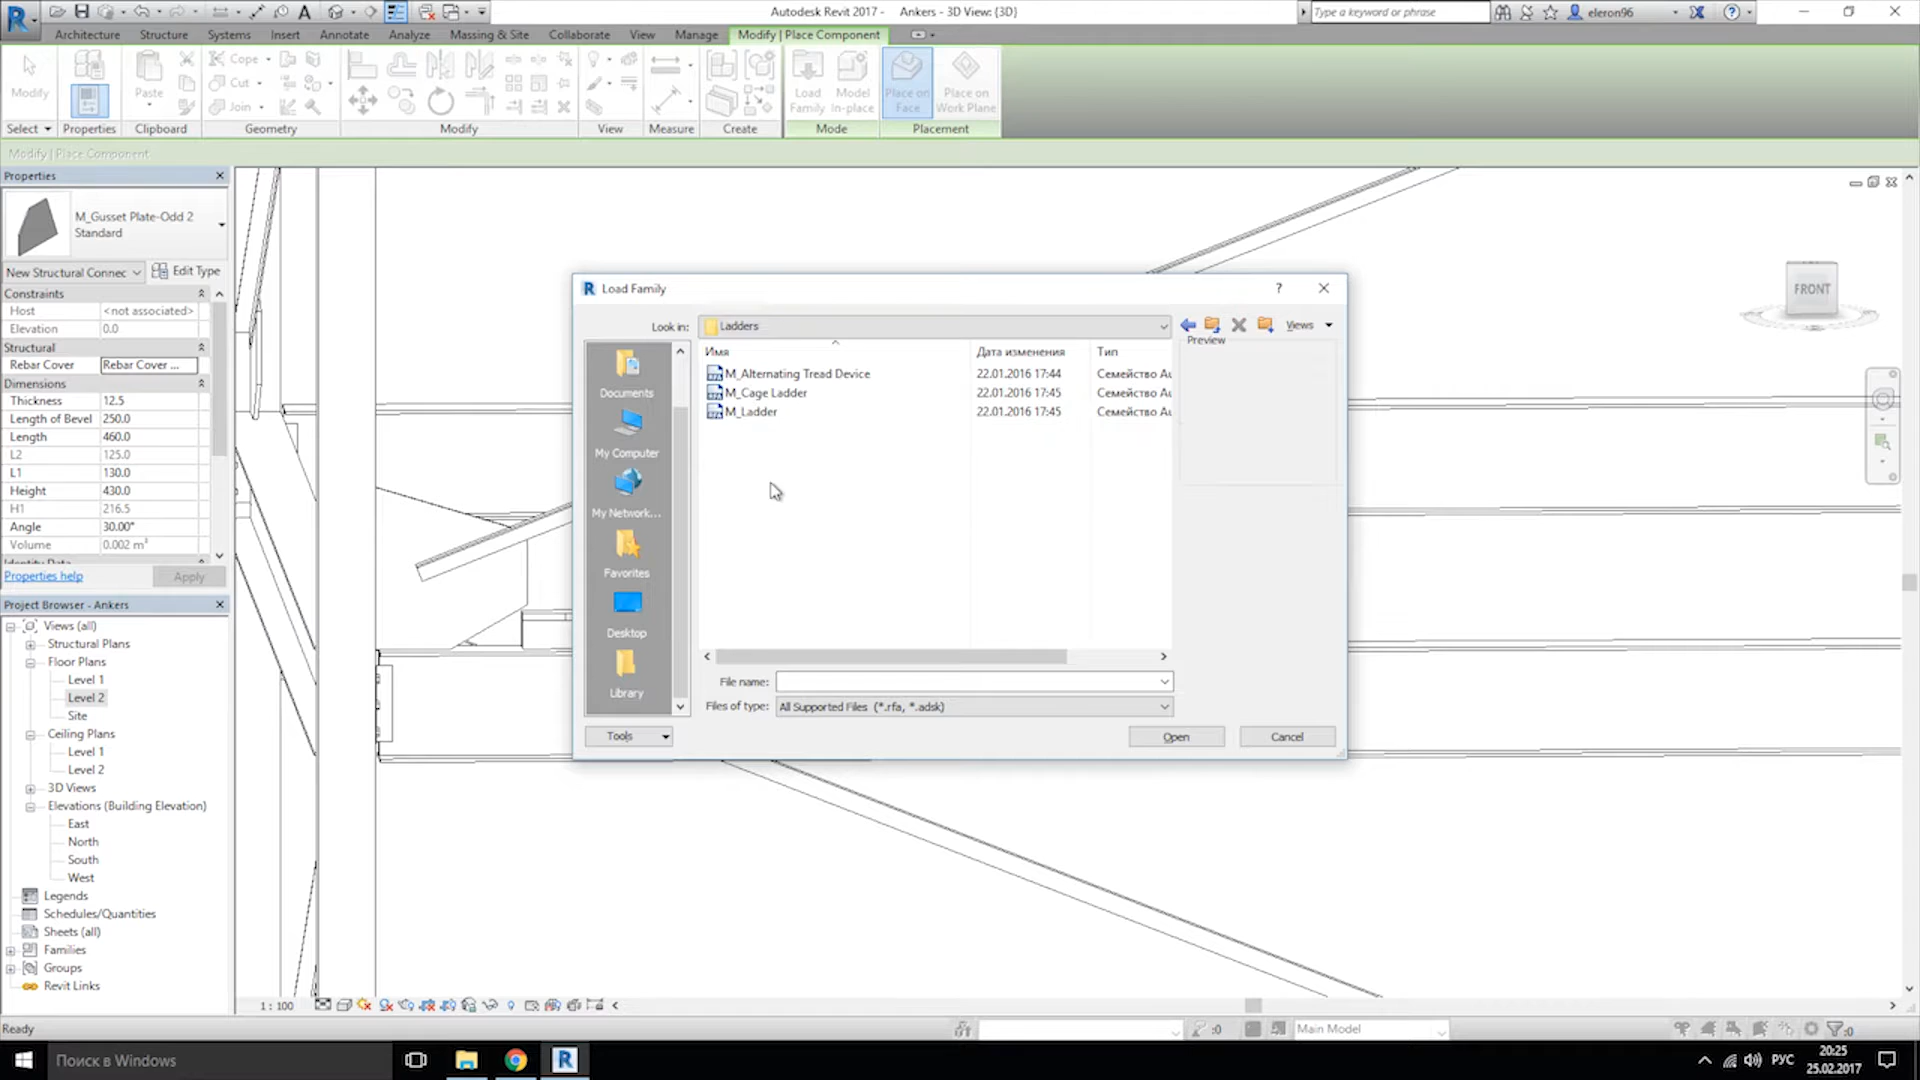 Autodesk Revit 2017 -    Ankers - 3D View: {3D}
Type a keyword or phrase
eleron96
Architecture
Structure
Systems
Insert
Annotate
Analyze
Massing & Site
Collaborate
View
Manage
Modify | Place Component
Modify
Paste
Cope
Cut
Join
Load Family
Model In-place
Place on Face
Place on Work Plane
Select
Properties
Clipboard
Geometry
Modify
View
Measure
Create
Mode
Placement
Modify | Place Component
Properties
M_Gusset Plate-Odd 2
Standard
New Structural Connec
Edit Type
Constraints
Host <not associated>
Elevation 0.0
Structural
Rebar Cover Rebar Cover ...
Dimensions
Thickness 12.5
Length of Bevel 250.0
Length 460.0
L2 125.0
L1 130.0
Height 430.0
H1 216.5
Angle 30.00°
Volume 0.002 m³
Identity Data
Properties help
Apply
Project Browser - Ankers
Views (all)
Structural Plans
Floor Plans
Level 1
Level 2
Site
Ceiling Plans
Level 1
Level 2
3D Views
Elevations (Building Elevation)
East
North
South
West
Legends
Schedules/Quantities
Sheets (all)
Families
Groups
Revit Links
FRONT
Load Family
Look in: Ladders
Views
Preview
Имя Дата изменения Тип
M_Alternating Tread Device 22.01.2016 17:44 Семейство Au
M_Cage Ladder 22.01.2016 17:45 Семейство Au
M_Ladder 22.01.2016 17:45 Семейство Au
Documents
My Computer
My Network...
Favorites
Desktop
Library
File name:
Files of type: All Supported Files (*.rfa, *.adsk)
Tools
Open
Cancel
1 : 100
Ready
:0
Main Model
:0
Поиск в Windows
РУС
20:25
25.02.2017